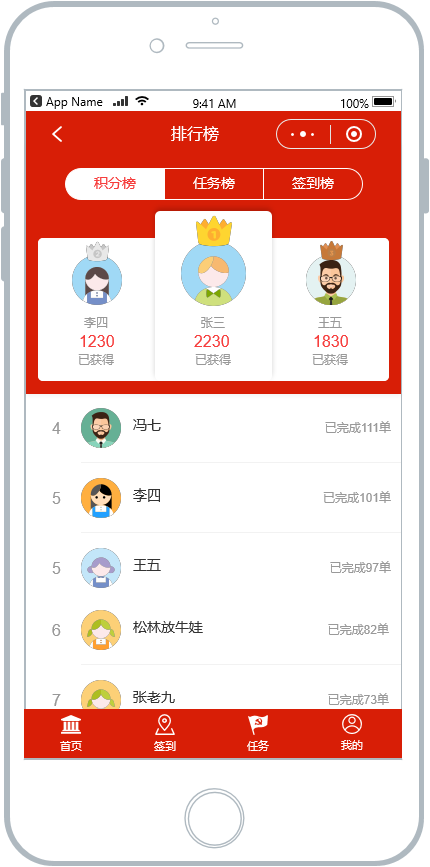 App Name 9:41 AM 100%
排行榜
积分榜 任务榜 签到榜
2 1 3
李四 张三 王五
1230 2230 1830
已获得 已获得 已获得
4 冯七 已完成111单
5 李四 已完成101单
5 王五 已完成97单
6 松林放牛娃 已完成82单
7 张老九 已完成73单
首页 签到 任务 我的